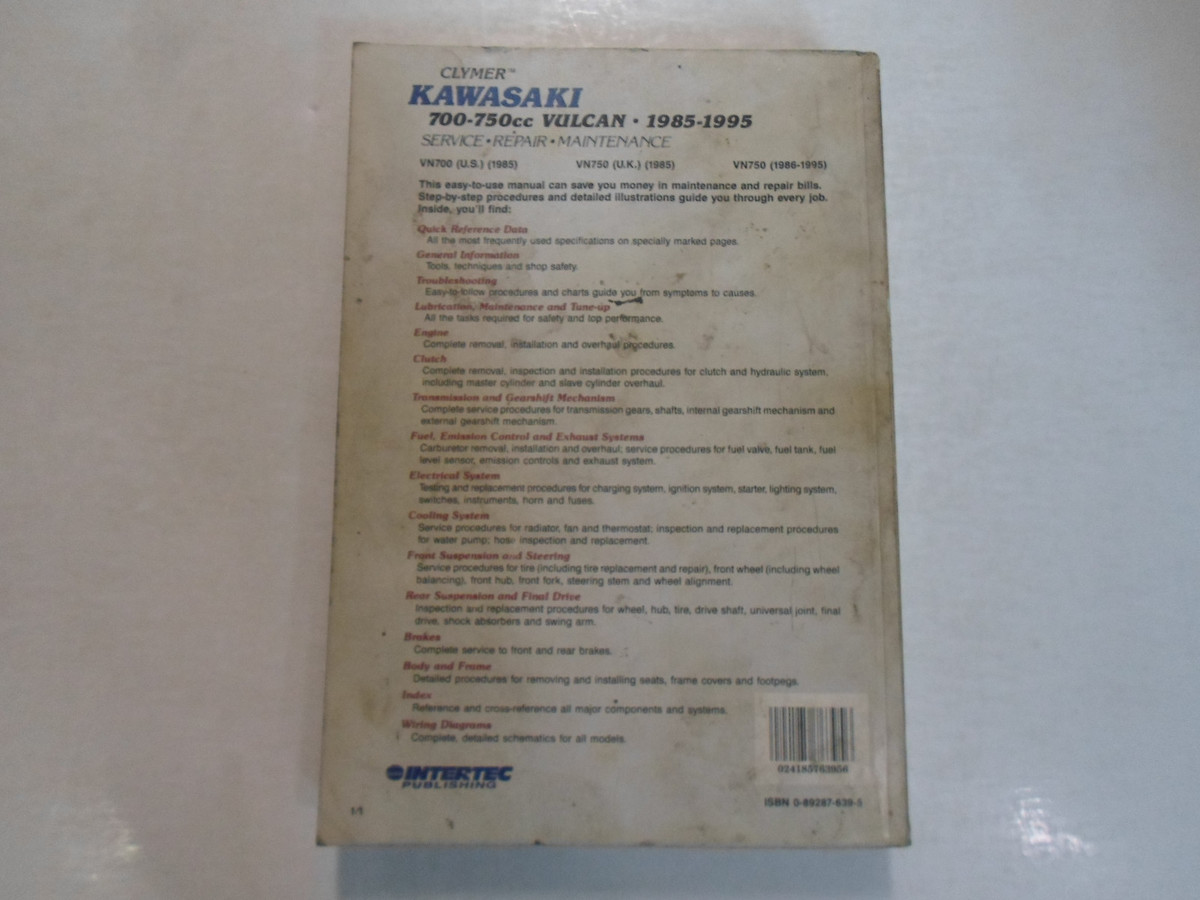 CLYMER™
KAWASAKI
700-750cc VULCAN • 1985-1995
SERVICE • REPAIR • MAINTENANCE
VN700 (U.S.) (1985) VN750 (U.K.) (1985) VN750 (1986-1995)
This easy-to-use manual can save you money in maintenance and repair bills.
Step-by-step procedures and detailed illustrations guide you through every job.
Inside, you'll find:
Quick Reference Data
All the most frequently used specifications on specially marked pages.
General Information
Tools, techniques and shop safety.
Troubleshooting
Easy-to-follow procedures and charts guide you from symptoms to causes.
Lubrication, Maintenance and Tune-up
All the tasks required for safety and top performance.
Engine
Complete removal, installation and overhaul procedures.
Clutch
Complete removal, inspection and installation procedures for clutch and hydraulic system,
including master cylinder and slave cylinder overhaul.
Transmission and Gearshift Mechanism
Complete service procedures for transmission gears, shafts, internal gearshift mechanism and
external gearshift mechanism.
Fuel, Emission Control and Exhaust Systems
Carburetor removal, installation and overhaul; service procedures for fuel valve, fuel tank, fuel
level sensor, emission controls and exhaust system.
Electrical System
Testing and replacement procedures for charging system, ignition system, starter, lighting system,
switches, instruments, horn and fuses.
Cooling System
Service procedures for radiator, fan and thermostat; inspection and replacement procedures
for water pump; hose inspection and replacement.
Front Suspension and Steering
Service procedures for tire (including tire replacement and repair), front wheel (including wheel
balancing), front hub, front fork, steering stem and wheel alignment.
Rear Suspension and Final Drive
Inspection and replacement procedures for wheel, hub, tire, drive shaft, universal joint, final
drive, shock absorbers and swing arm.
Brakes
Complete service to front and rear brakes.
Body and Frame
Detailed procedures for removing and installing seats, frame covers and footpegs.
Index
Reference and cross-reference all major components and systems.
Wiring Diagrams
Complete, detailed schematics for all models.
INTERTEC
PUBLISHING
024185763956
ISBN 0-89287-639-5